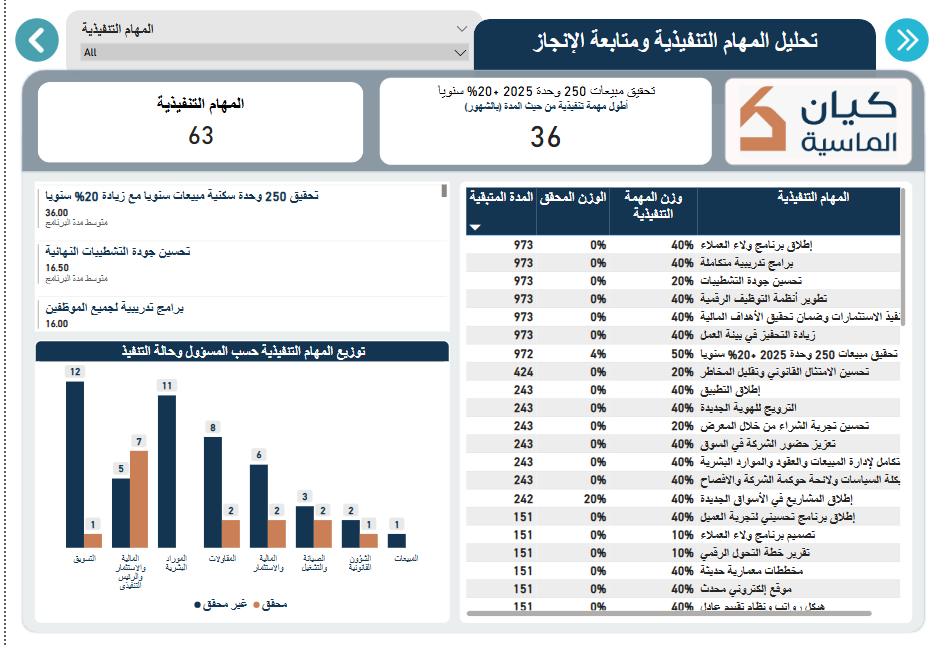 تحليل المهام التنفيذية ومتابعة الإنجاز
المهام التنفيذية
All
كيان
الماسية
تحقيق مبيعات 250 وحدة 2025 +20% سنويا
أطول مهمة تنفيذية من حيث المدة (بالشهور)
36
المهام التنفيذية
63
المهام التنفيذية وزن المهمة التنفيذية الوزن المحقق المدة المتبقية
إطلاق برنامج ولاء العملاء 40% 0% 973
برامج تدريبية متكاملة 40% 0% 973
تحسين جودة التشطيبات 20% 0% 973
تطوير أنظمة التوظيف الرقمية 40% 0% 973
فيذ الاستثمارات وضمان تحقيق الأهداف المالية 40% 0% 973
زيادة التحفيز في بيئة العمل 40% 0% 973
تحقيق مبيعات 250 وحدة 2025 +20% سنويا 50% 4% 972
تحسين الامتثال القانوني وتقليل المخاطر 20% 0% 424
إطلاق التطبيق 40% 0% 243
الترويج للهوية الجديدة 40% 0% 243
تحسين تجربة الشراء من خلال المعرض 20% 0% 243
تعزيز حضور الشركة في السوق 40% 0% 243
تكامل لإدارة المبيعات والعقود والموارد البشرية 40% 0% 243
يكلة السياسات ولائحة حوكمة الشركة والافصاح 40% 0% 243
إطلاق المشاريع في الأسواق الجديدة 40% 20% 242
إطلاق برنامج تحسيني لتجربة العميل 40% 0% 151
تصميم برنامج ولاء العملاء 10% 0% 151
تقرير خطة التحول الرقمي 10% 0% 151
مخططات معمارية حديثة 40% 0% 151
موقع إلكتروني محدث 40% 0% 151
هيكل رواتب ونظام تقييم عادل 40% 0% 151
تحقيق 250 وحدة سكنية مبيعات سنويا مع زيادة 20% سنويا
36.00
متوسط مدة البرنامج
تحسين جودة التشطيبات النهائية
16.50
متوسط مدة البرنامج
برامج تدريبية لجميع الموظفين
16.00
توزيع المهام التنفيذية حسب المسؤول وحالة التنفيذ
12 1 5 7 11 8 2 6 2 3 2 2 1 1
التسويق
المالية والاستثمار والرئيس التنفيذي
الموراد البشرية
المقاولات
المالية والاستثمار
الصيانة والتشغيل
الشؤون القانونية
المبيعات
محقق غير محقق